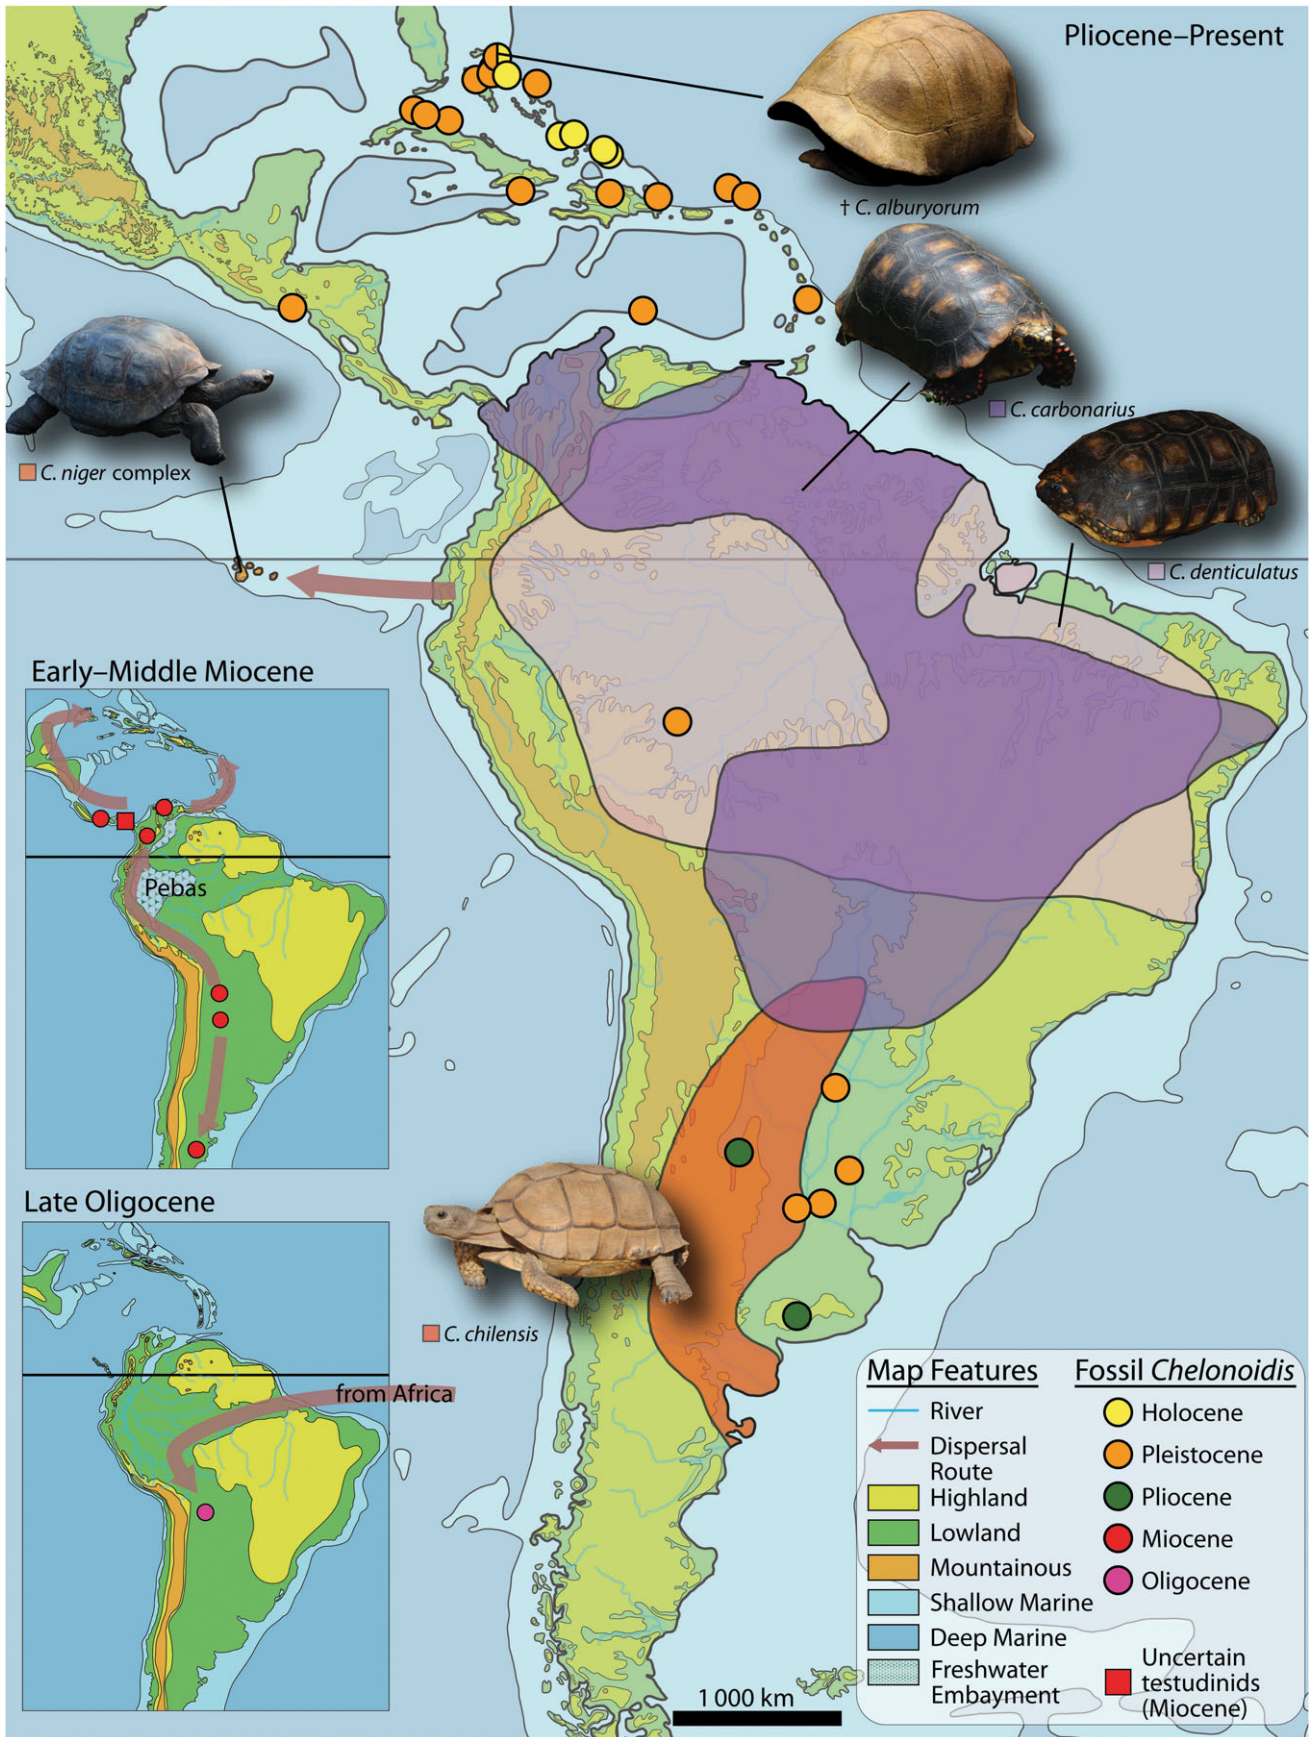 Pliocene–Present
† C. alburyorum
C. carbonarius
C. niger complex
C. denticulatus
Early–Middle Miocene
Pebas
Late Oligocene
from Africa
C. chilensis
Map Features
River
Dispersal
Route
Highland
Lowland
Mountainous
Shallow Marine
Deep Marine
Freshwater
Embayment
Fossil Chelonoidis
Holocene
Pleistocene
Pliocene
Miocene
Oligocene
Uncertain
testudinids
(Miocene)
1 000 km